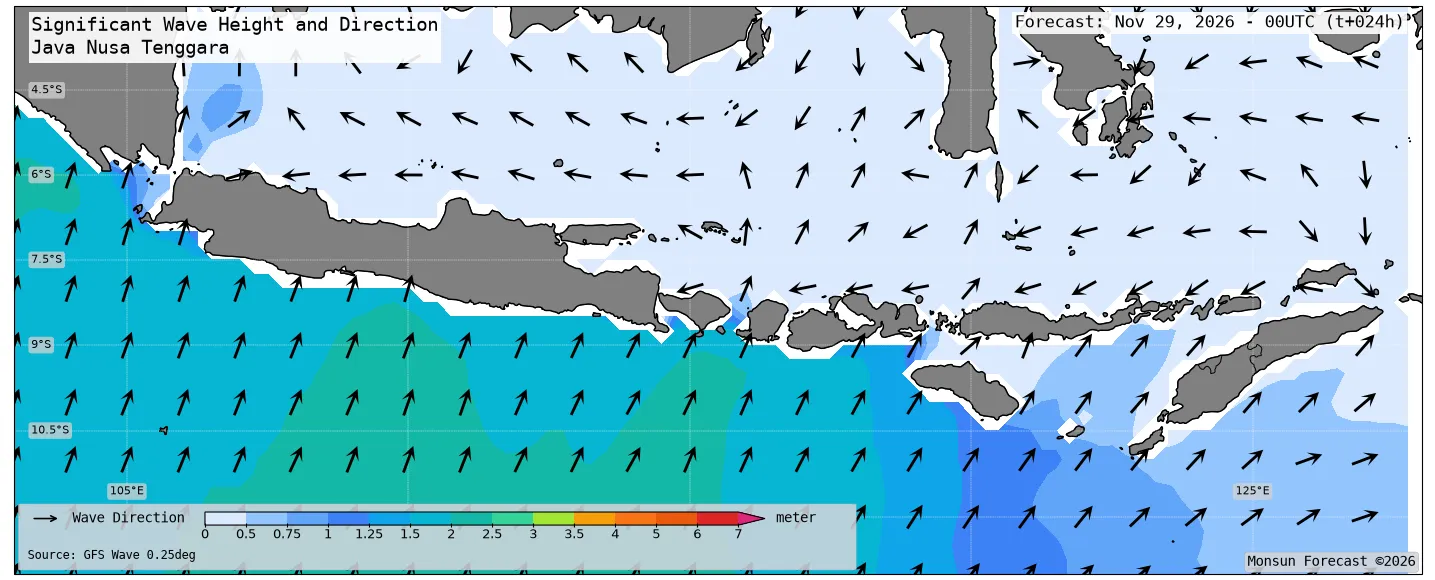 Significant Wave Height and Direction
Java Nusa Tenggara
Forecast: Nov 29, 2026 - 00UTC (t+024h)
4.5°S
6°S
7.5°S
9°S
10.5°S
105°E
125°E
Wave Direction
0 0.5 0.75 1 1.25 1.5 2 2.5 3 3.5 4 5 6 7
meter
Source: GFS Wave 0.25deg
Monsun Forecast ©2026